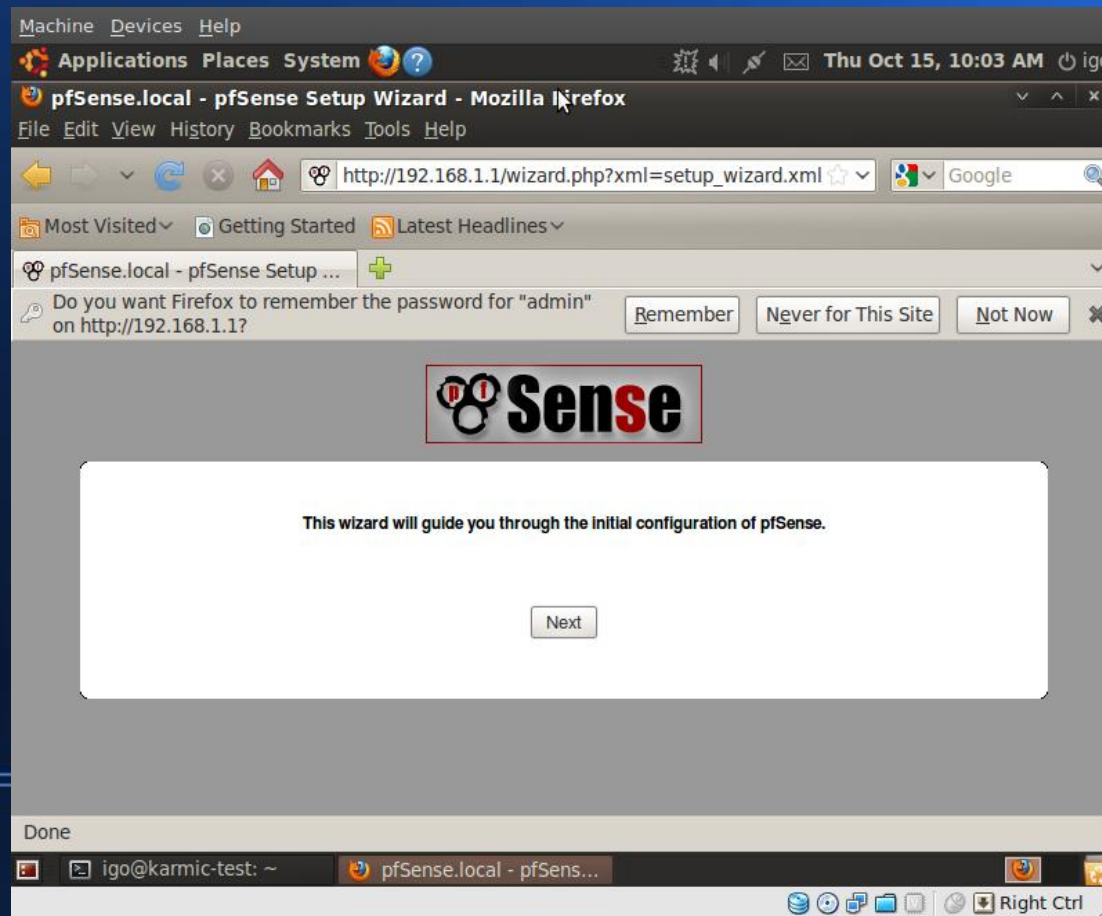 Machine Devices Help
Applications Places System Thu Oct 15, 10:03 AM
pfSense.local - pfSense Setup Wizard - Mozilla Firefox
File Edit View History Bookmarks Tools Help
http://192.168.1.1/wizard.php?xml=setup_wizard.xml Google
Most Visited Getting Started Latest Headlines
pfSense.local - pfSense Setup ...
Do you want Firefox to remember the password for "admin"
on http://192.168.1.1?
Remember Never for This Site Not Now
pf Sense
This wizard will guide you through the initial configuration of pfSense.
Next
Done
igo@karmic-test: ~ pfSense.local - pfSens...
Right Ctrl